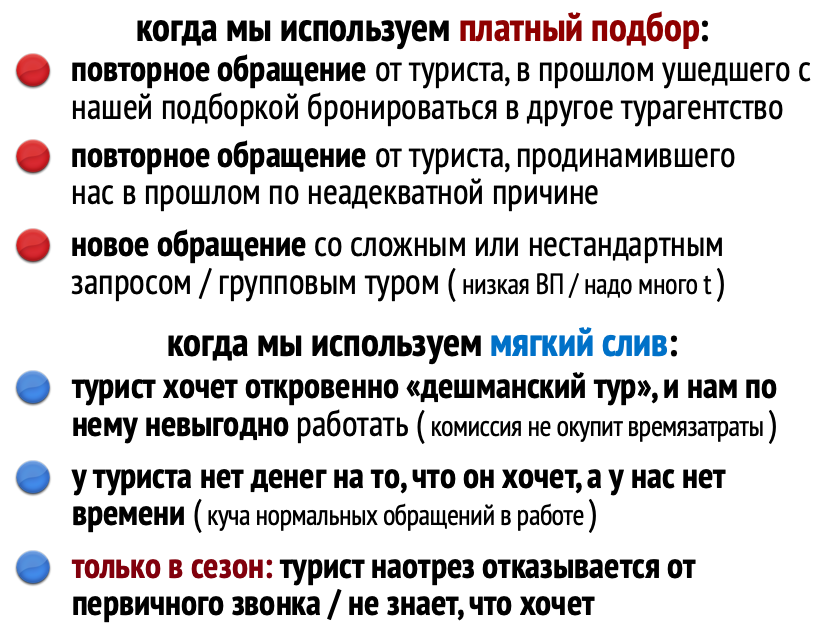 когда мы используем платный подбор:
повторное обращение от туриста, в прошлом ушедшего с
нашей подборкой бронироваться в другое турагентство
повторное обращение от туриста, продинамившего
нас в прошлом по неадекватной причине
новое обращение со сложным или нестандартным
запросом / групповым туром ( низкая ВП / надо много t )
когда мы используем мягкий слив:
турист хочет откровенно «дешманский тур», и нам по
нему невыгодно работать ( комиссия не окупит времязатраты )
у туриста нет денег на то, что он хочет, а у нас нет
времени ( куча нормальных обращений в работе )
только в сезон: турист наотрез отказывается от
первичного звонка / не знает, что хочет